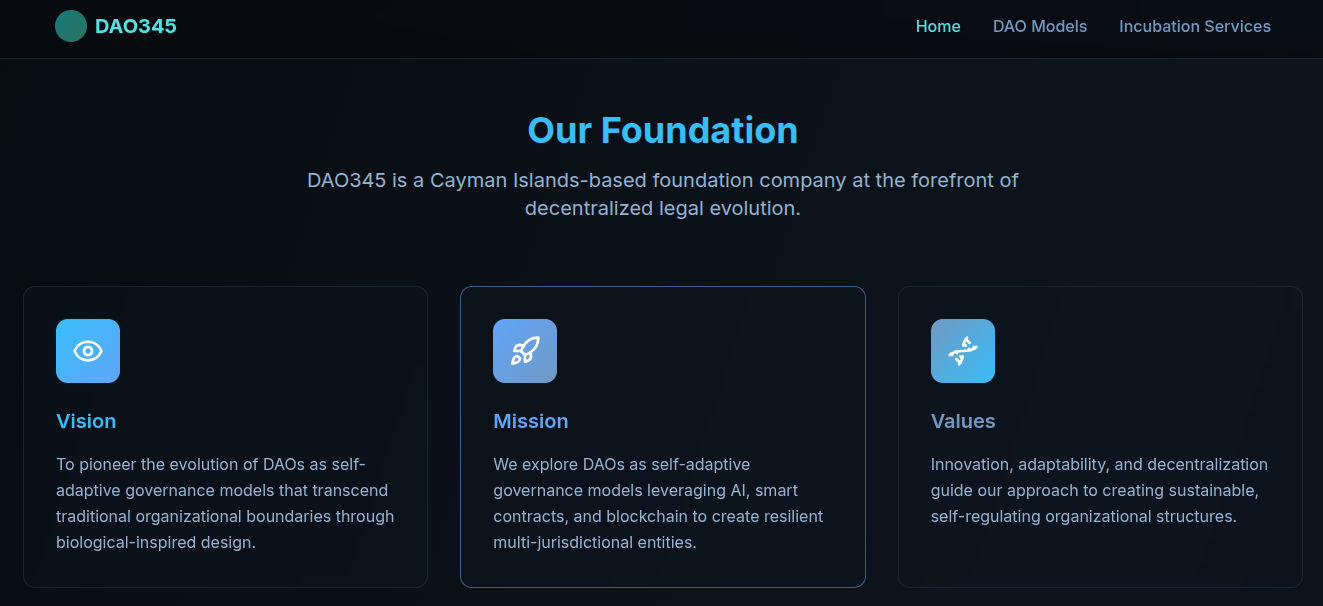 DAO345
Home
DAO Models
Incubation Services
Our Foundation
DAO345 is a Cayman Islands-based foundation company at the forefront of
decentralized legal evolution.
Vision
To pioneer the evolution of DAOs as self-
adaptive governance models that transcend
traditional organizational boundaries through
biological-inspired design.
Mission
We explore DAOs as self-adaptive
governance models leveraging AI, smart
contracts, and blockchain to create resilient
multi-jurisdictional entities.
Values
Innovation, adaptability, and decentralization
guide our approach to creating sustainable,
self-regulating organizational structures.